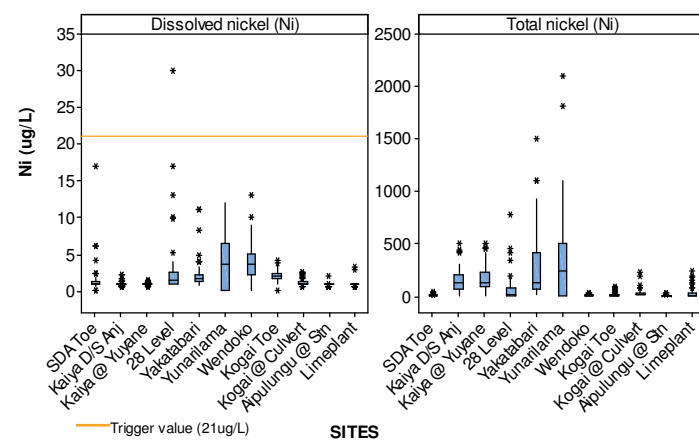 Dissolved nickel (Ni)
Total nickel (Ni)
Ni (ug/L)
35
30
25
20
15
10
5
0
2500
2000
1500
1000
500
0
SDA Toe
Kaiya D/S Anj
Kaiya @ Yuyane
28 Level
Yakatabari
Yunarilama
Wendoko
Kogai Toe
Kogai @ Culvert
Aipulungu @ Stn
Limeplant
SDA Toe
Kaiya D/S Anj
Kaiya @ Yuyane
28 Level
Yakatabari
Yunarilama
Wendoko
Kogai Toe
Kogai @ Culvert
Aipulungu @ Stn
Limeplant
Trigger value (21ug/L)
SITES